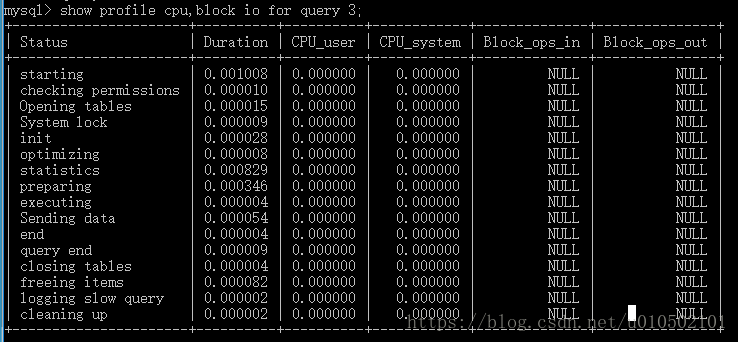 mysql> show profile cpu,block io for query 3;
| Status | Duration | CPU_user | CPU_system | Block_ops_in | Block_ops_out |
| starting | 0.001008 | 0.000000 | 0.000000 | NULL | NULL |
| checking permissions | 0.000010 | 0.000000 | 0.000000 | NULL | NULL |
| Opening tables | 0.000015 | 0.000000 | 0.000000 | NULL | NULL |
| System lock | 0.000009 | 0.000000 | 0.000000 | NULL | NULL |
| init | 0.000028 | 0.000000 | 0.000000 | NULL | NULL |
| optimizing | 0.000008 | 0.000000 | 0.000000 | NULL | NULL |
| statistics | 0.000829 | 0.000000 | 0.000000 | NULL | NULL |
| preparing | 0.000346 | 0.000000 | 0.000000 | NULL | NULL |
| executing | 0.000004 | 0.000000 | 0.000000 | NULL | NULL |
| Sending data | 0.000054 | 0.000000 | 0.000000 | NULL | NULL |
| end | 0.000004 | 0.000000 | 0.000000 | NULL | NULL |
| query end | 0.000009 | 0.000000 | 0.000000 | NULL | NULL |
| closing tables | 0.000004 | 0.000000 | 0.000000 | NULL | NULL |
| freeing items | 0.000082 | 0.000000 | 0.000000 | NULL | NULL |
| logging slow query | 0.000002 | 0.000000 | 0.000000 | NULL | NULL |
| cleaning up | 0.000002 | 0.000000 | 0.000000 | NULL | NULL |
https://blog.csdn.net/u010502101